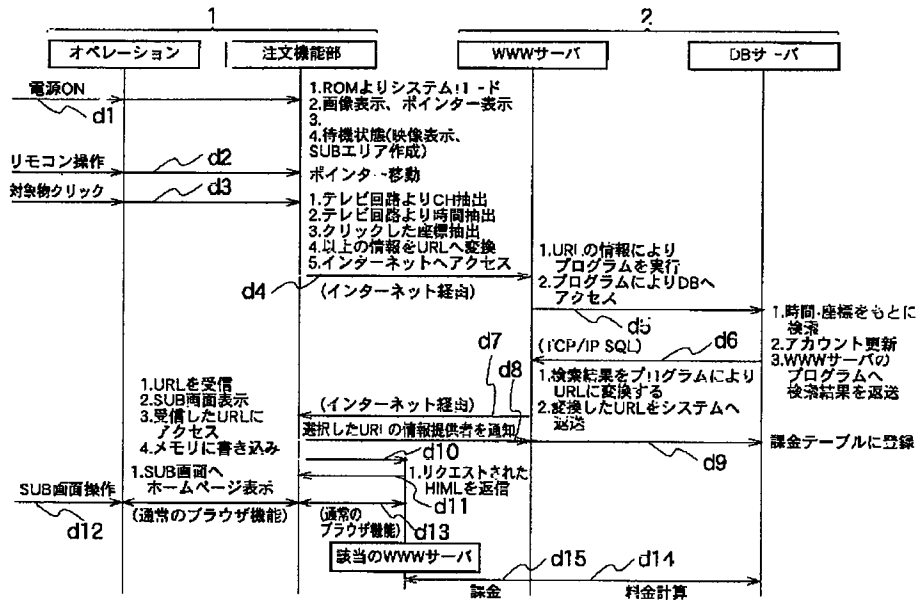 1
2
オペレーション
注文機能部
WWWサーバ
DBサーバ
電源ON
d1
1.ROMよりシステムロード
2.画像表示、ポインター表示
3.
4.待機状態(映像表示、
SUBエリア作成)
リモコン操作
d2
ポインター移動
対象物クリック
d3
1.テレビ回路よりCH抽出
2.テレビ回路より時間抽出
3.クリックした座標抽出
4.以上の情報をURLへ変換
5.インターネットへアクセス
d4
(インターネット経由)
1.URLの情報により
プログラムを実行
2.プログラムによりDBへ
アクセス
d5
1.時間・座標をもとに
検索
2.アカウント更新
3.WWWサーバの
プログラムへ
検索結果を返送
d6
(TCP/IP SQL)
d7
d8
1.検索結果をプログラムにより
URLに変換する
2.変換したURLをシステムへ
返送
(インターネット経由)
1.URLを受信
2.SUB画面表示
3.受信したURLに
アクセス
4.メモリに書き込み
選択したURLの情報提供者を通知
d9
課金テーブルに登録
d10
1.SUB画面へ
ホームページ表示
1.リクエストされた
HTMLを返信
d11
SUB画面操作
d12
(通常のブラウザ機能)
(通常の
ブラウザ機能)
d13
該当のWWWサーバ
d15
d14
課金
料金計算